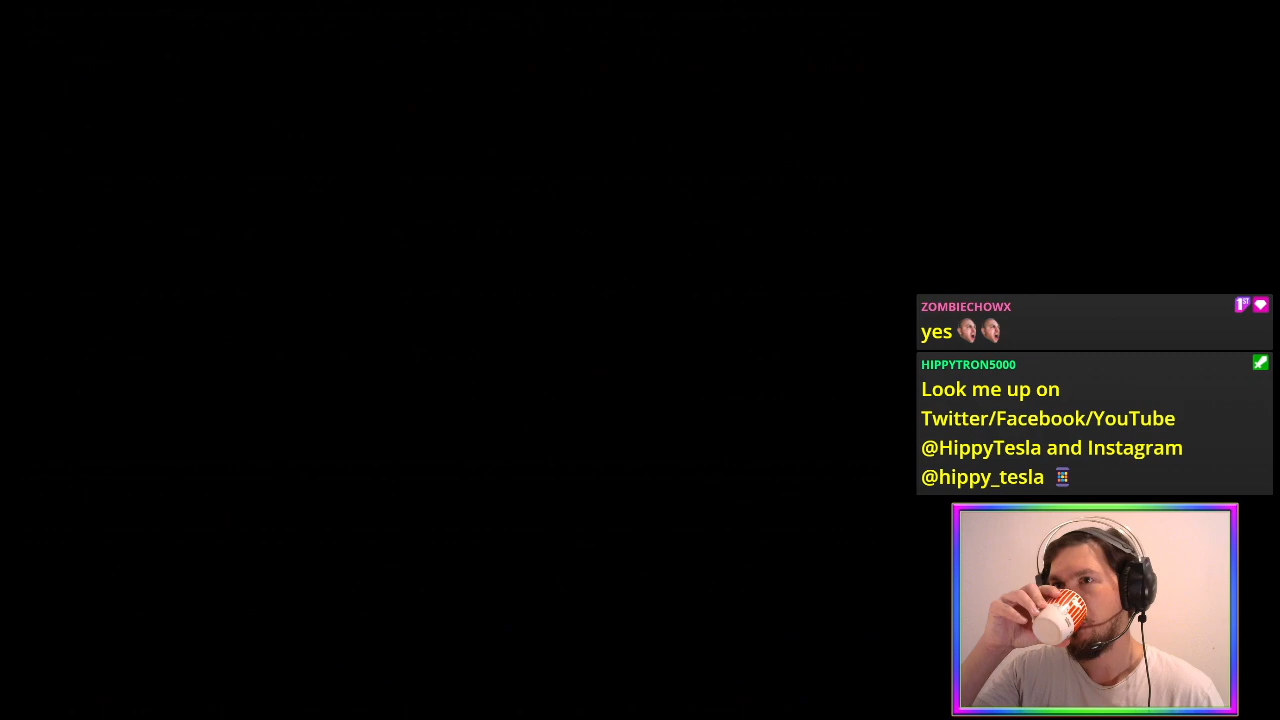 ZOMBIECHOWX
yes
HIPPYTRON5000
Look me up on
Twitter/Facebook/YouTube
@HippyTesla and Instagram
@hippy_tesla